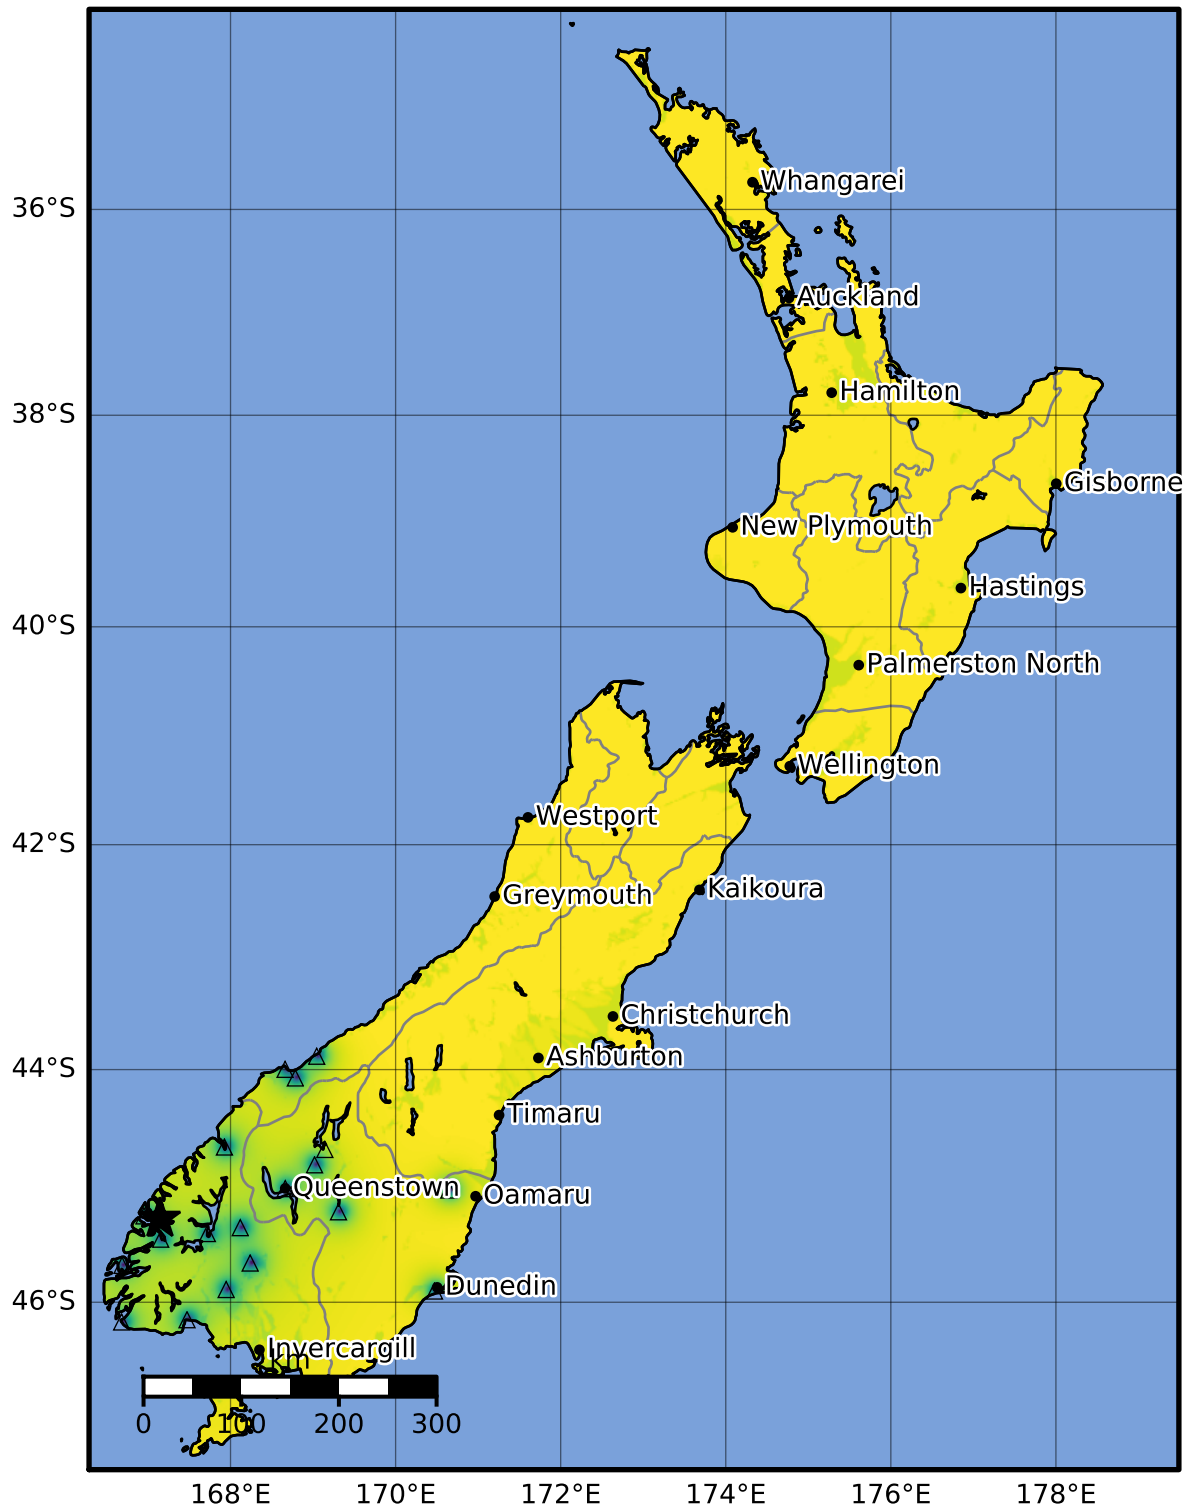 Whangarei
36°S
Auckland
Hamilton
38°S
Gisborne
New Plymouth
Hastings
40°S
Palmerston North
Wellington
Westport
42°S
Kaikoura
Greymouth
Christchurch
Ashburton
44°S
Timaru
Queenstown
Oamaru
Dunedin
46°S
Invercargill
km
0 100 200 300
168°E 170°E 172°E 174°E 176°E 178°E